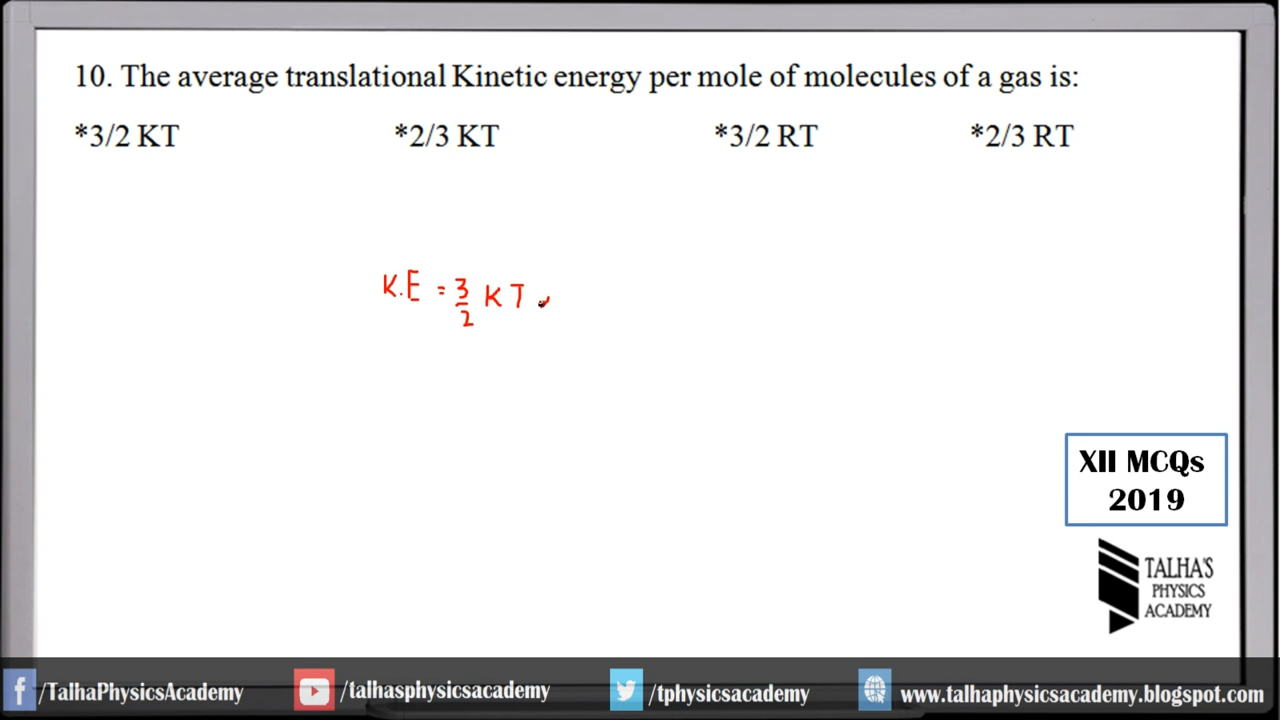 10. The average translational Kinetic energy per mole of molecules of a gas is:
*3/2 KT *2/3 KT *3/2 RT *2/3 RT
K.E = 3/2 KT
XII MCQs
2019
TALHA'S
PHYSICS
ACADEMY
/TalhaPhysicsAcademy /talhasphysicsacademy /tphysicsacademy www.talhaphysicsacademy.blogspot.com